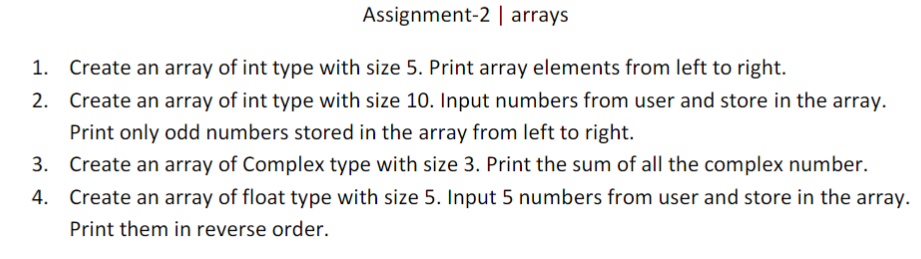 Assignment-2 | arrays
1. Create an array of int type with size 5. Print array elements from left to right.
2. Create an array of int type with size 10. Input numbers from user and store in the array.
Print only odd numbers stored in the array from left to right.
3. Create an array of Complex type with size 3. Print the sum of all the complex number.
4. Create an array of float type with size 5. Input 5 numbers from user and store in the array.
Print them in reverse order.